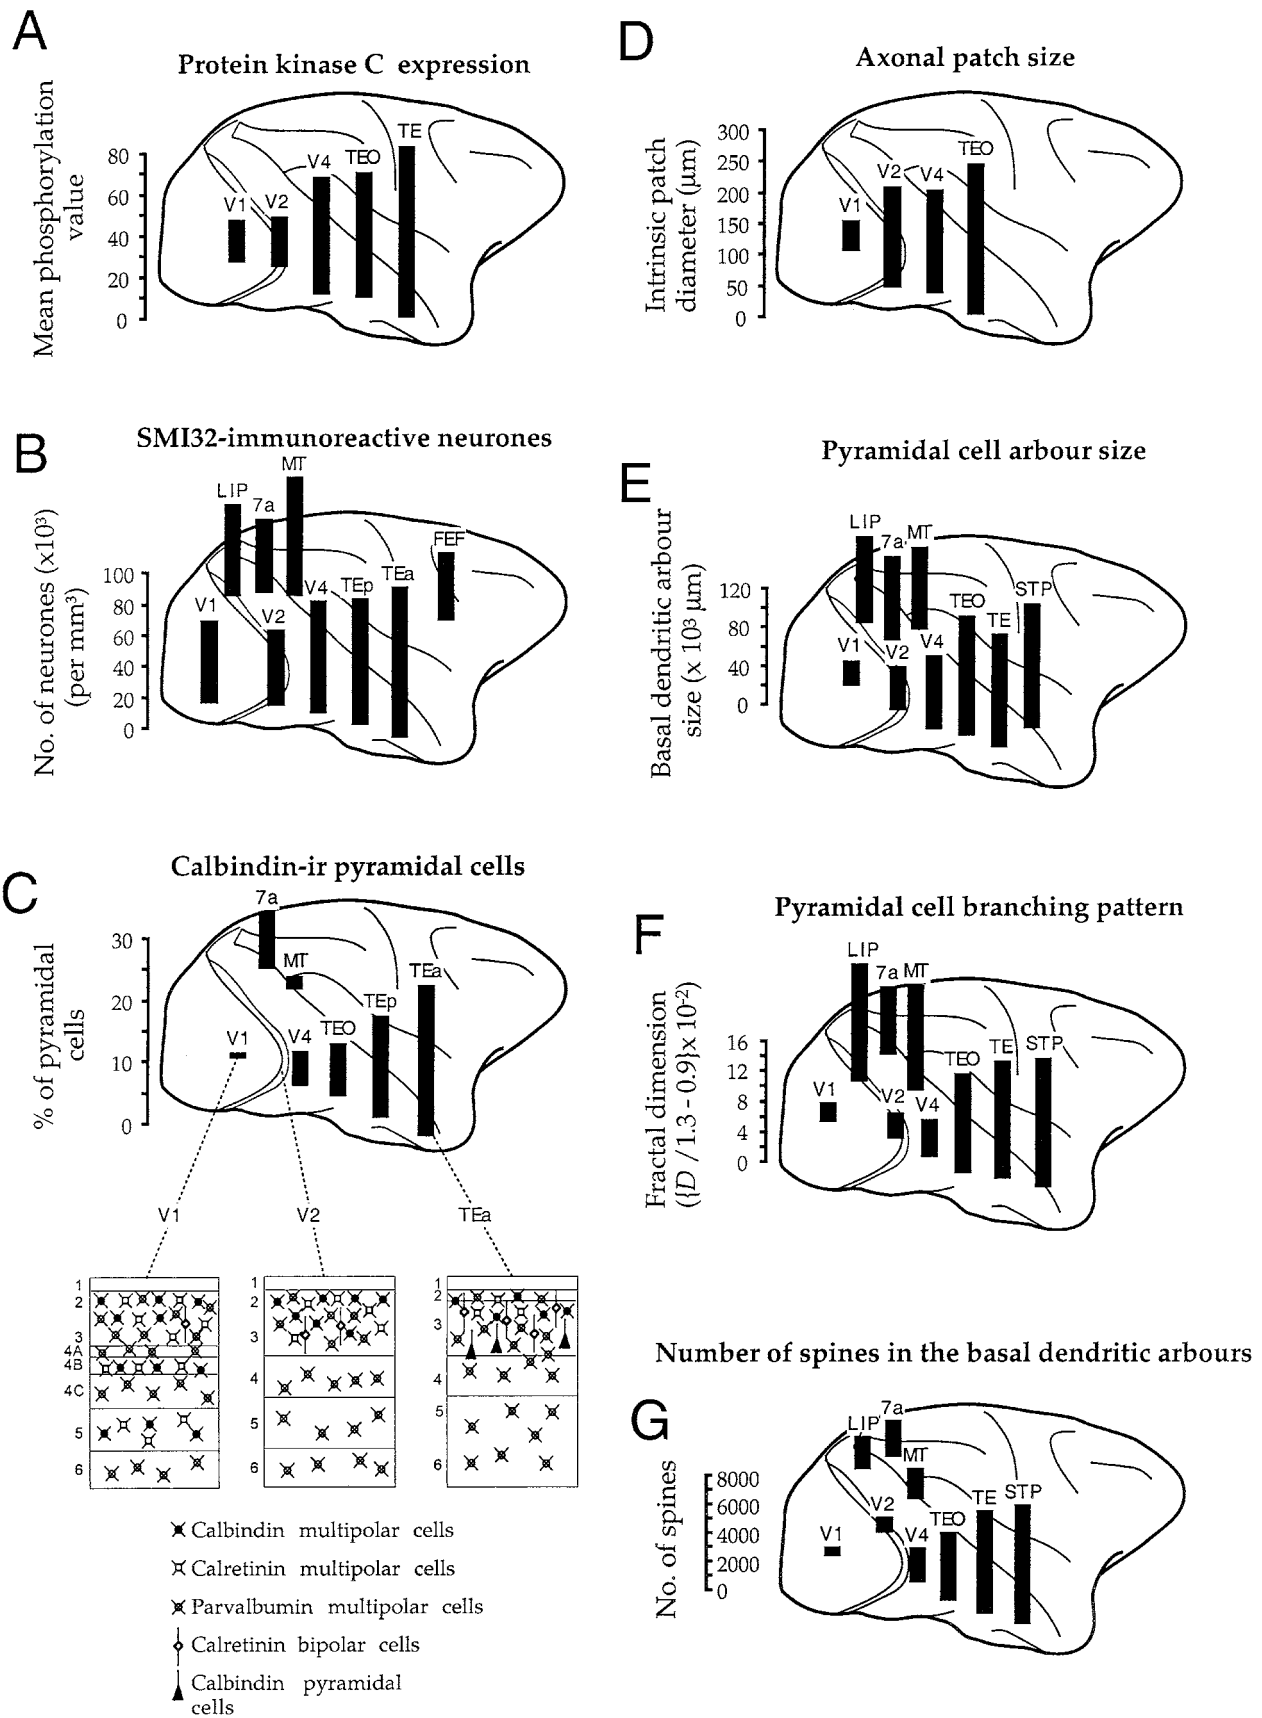 A
Protein kinase C expression
Mean phosphorylation
value
80
60
40
20
0
V1
V2
V4
TEO
TE
B
SMI32-immunoreactive neurones
No. of neurones (x10³)
(per mm³)
100
80
60
40
20
0
LIP
7a
MT
FEF
V1
V2
V4
TEp
TEa
C
Calbindin-ir pyramidal cells
% of pyramidal
cells
30
20
10
0
7a
MT
TEa
TEp
TEO
V4
V1
V1
V2
TEa
1
2
3
4A
4B
4C
5
6
1
2
3
4
5
6
1
2
3
4
5
6
Calbindin multipolar cells
Calretinin multipolar cells
Parvalbumin multipolar cells
Calretinin bipolar cells
Calbindin pyramidal
cells
D
Axonal patch size
Intrinsic patch
diameter (µm)
300
250
200
150
100
50
0
V1
V2
V4
TEO
E
Pyramidal cell arbour size
Basal dendritic arbour
size (x 10³ µm)
120
80
40
0
LIP
7a
MT
V1
V2
V4
TEO
TE
STP
F
Pyramidal cell branching pattern
Fractal dimension
({D /1.3 - 0.9}x 10⁻²)
16
12
8
4
0
LIP
7a
MT
V1
V2
V4
TEO
TE
STP
G
Number of spines in the basal dendritic arbours
No. of spines
8000
6000
4000
2000
0
LIP
7a
MT
V1
V2
V4
TEO
TE
STP